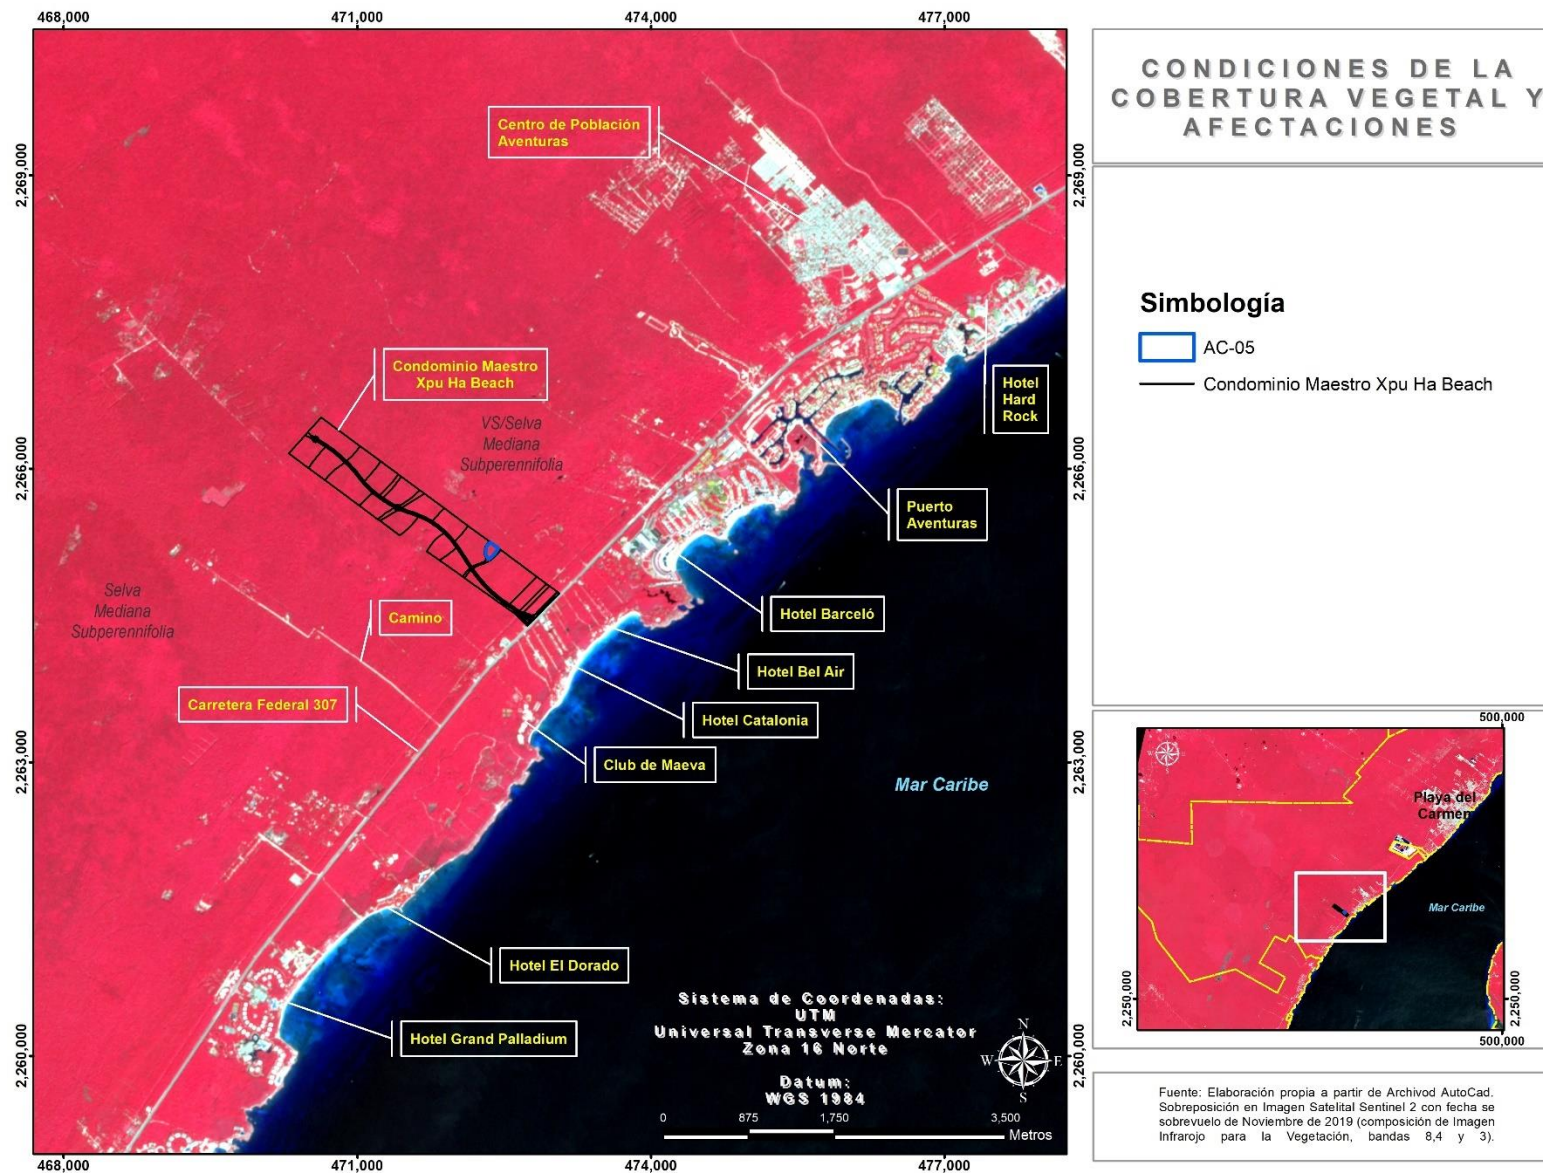 468,000
471,000
474,000
477,000
CONDICIONES DE LA
COBERTURA VEGETAL Y
AFECTACIONES
2,269,000
2,269,000
Centro de Población
Aventuras
Simbología
AC-05
Condominio Maestro Xpu Ha Beach
Condominio Maestro
Xpu Ha Beach
Hotel
Hard
Rock
VS/Selva
Mediana
Subperennifolia
2,266,000
2,266,000
Puerto
Aventuras
Selva
Mediana
Subperennifolia
Camino
Hotel Barceló
Hotel Bel Air
Carretera Federal 307
Hotel Catalonia
Club de Maeva
2,263,000
2,263,000
Mar Caribe
500,000
Playa del
Carmen
Mar Caribe
2,250,000
2,250,000
500,000
Hotel El Dorado
Hotel Grand Palladium
Sistema de Coordenadas:
UTM
Universal Transverse Mercator
Zona 16 Norte
Datum:
WGS 1984
N
W
E
S
0
875
1,750
3,500
Metros
2,260,000
2,260,000
Fuente: Elaboración propia a partir de Archivod AutoCad.
Sobreposición en Imagen Satelital Sentinel 2 con fecha se
sobrevuelo de Noviembre de 2019 (composición de Imagen
Infrarojo para la Vegetación, bandas 8,4 y 3).
468,000
471,000
474,000
477,000